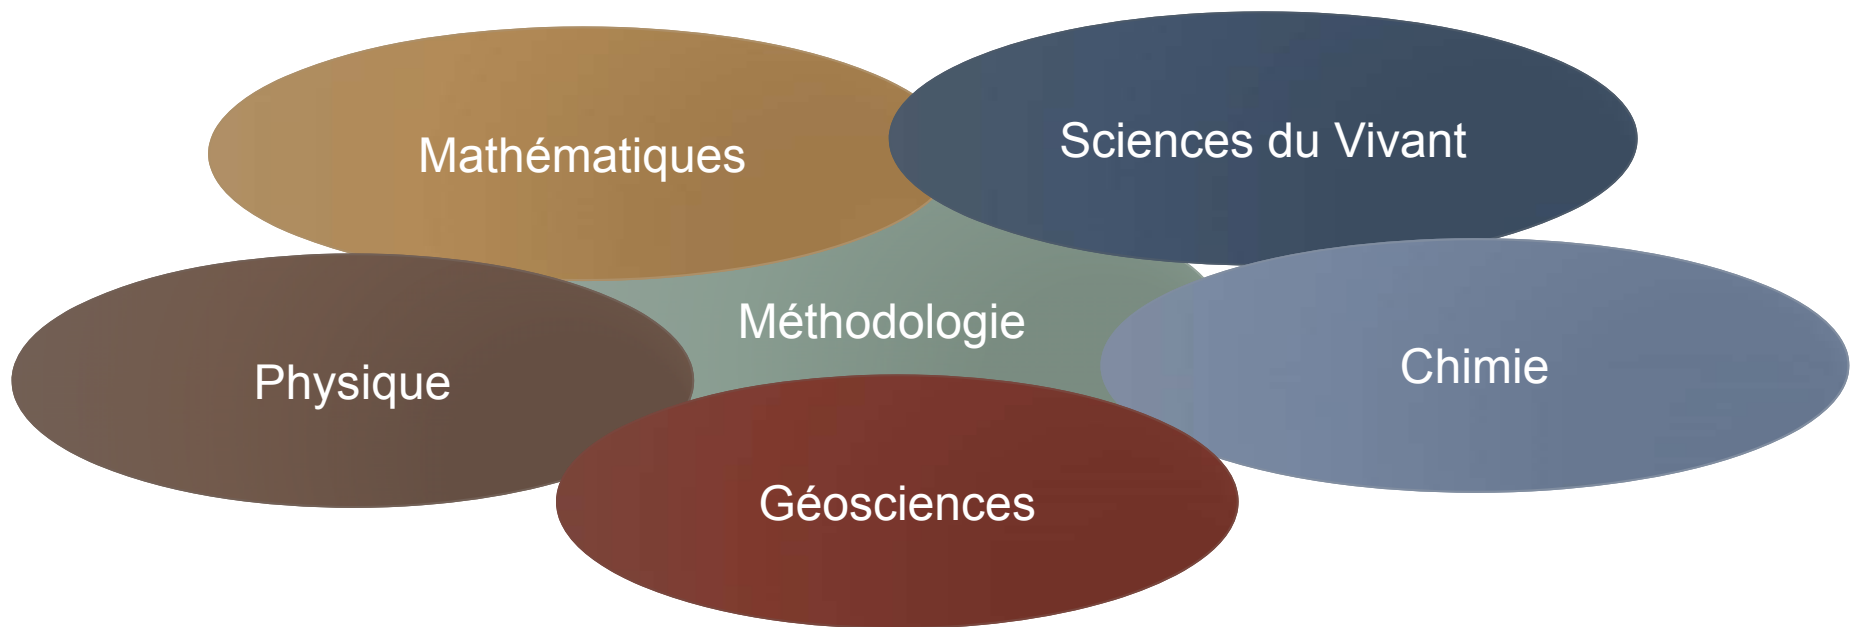 Mathématiques
Sciences du Vivant
Méthodologie
Physique
Chimie
Géosciences